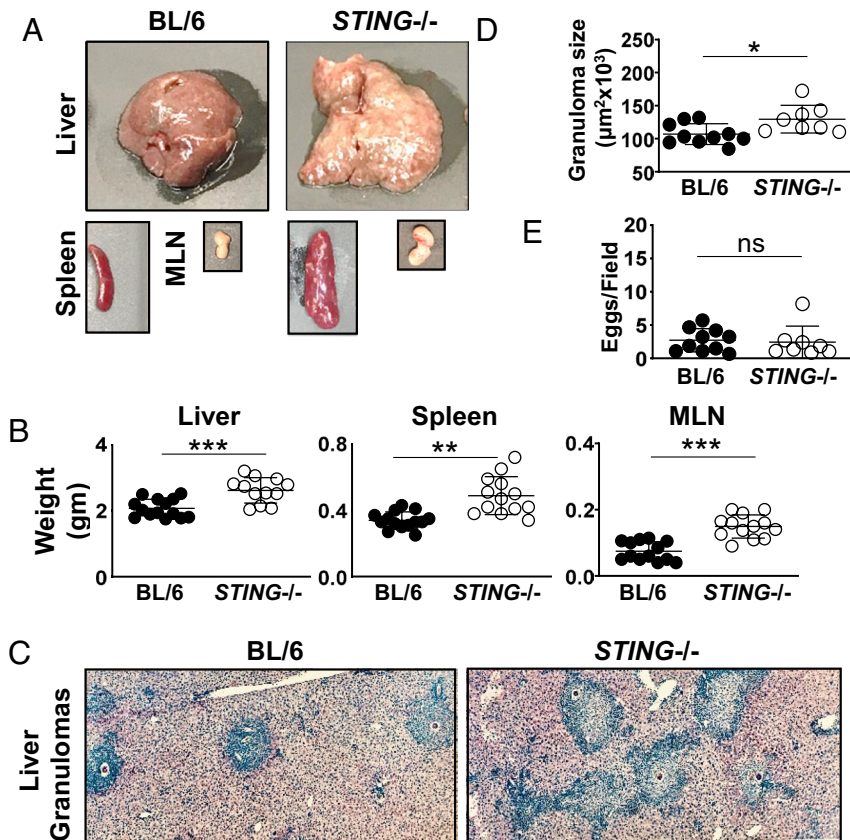 A
BL/6
STING-/-
Liver
Spleen
MLN
D
Granuloma size
(µm²x10³)
250
200
150
100
50
*
BL/6
STING-/-
E
Eggs/Field
20
15
10
5
0
ns
BL/6
STING-/-
B
Weight
(gm)
Liver
4
2
0
***
BL/6
STING-/-
Spleen
0.8
0.4
0.0
**
BL/6
STING-/-
MLN
0.4
0.2
0.0
***
BL/6
STING-/-
C
BL/6
STING-/-
Liver
Granulomas